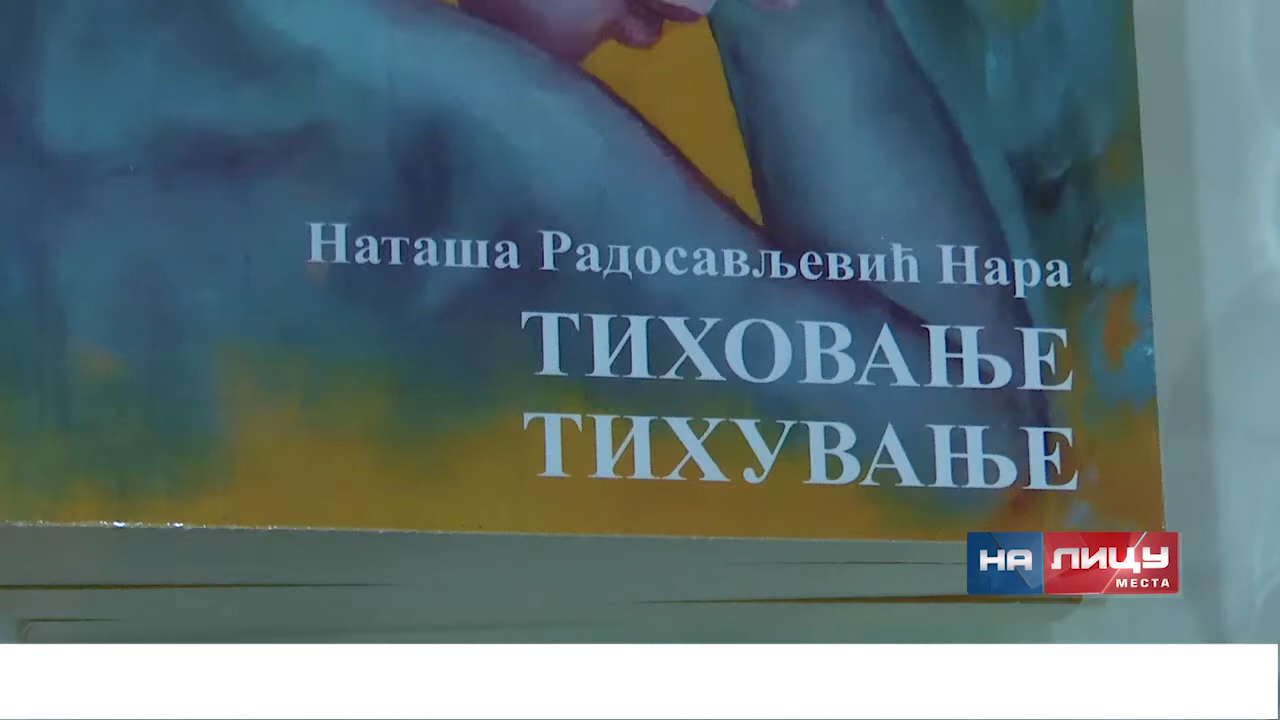 Наташа Радосављевић Нара
ТИХОВАЊЕ
ТИХУВАЊЕ
НА ЛИЦУ
МЕСТА